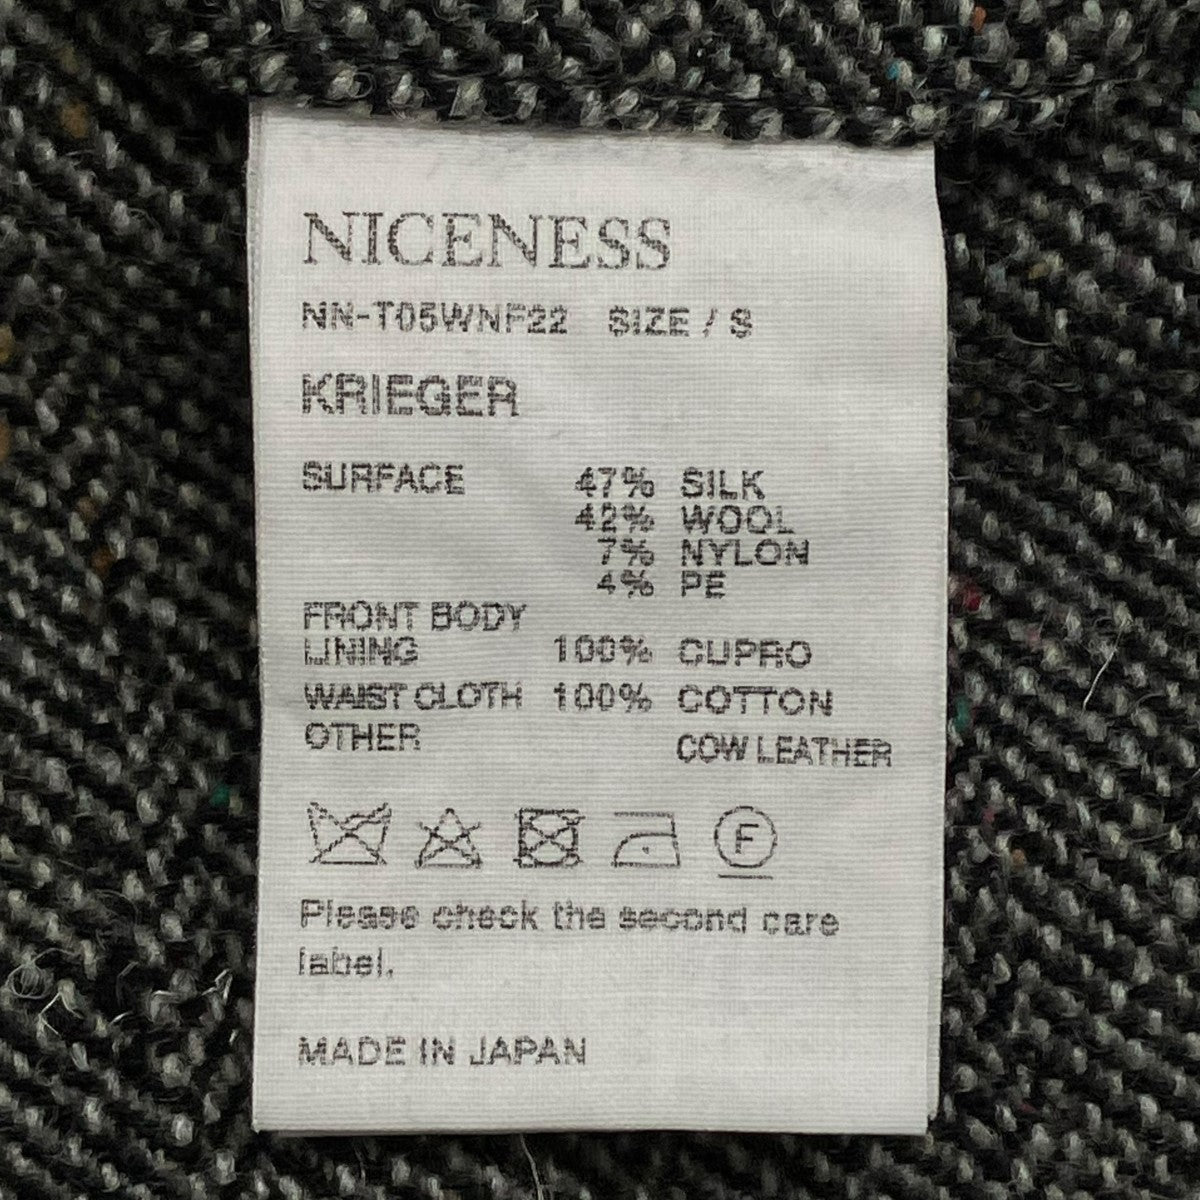 NICENESS
NN-T05WNF22 SIZE / S
KRIEGER
SURFACE 47% SILK
42% WOOL
7% NYLON
4% PE
FRONT BODY
LINING 100% CUPRO
WAIST CLOTH 100% COTTON
OTHER COW LEATHER
F
Please check the second care
label.
MADE IN JAPAN